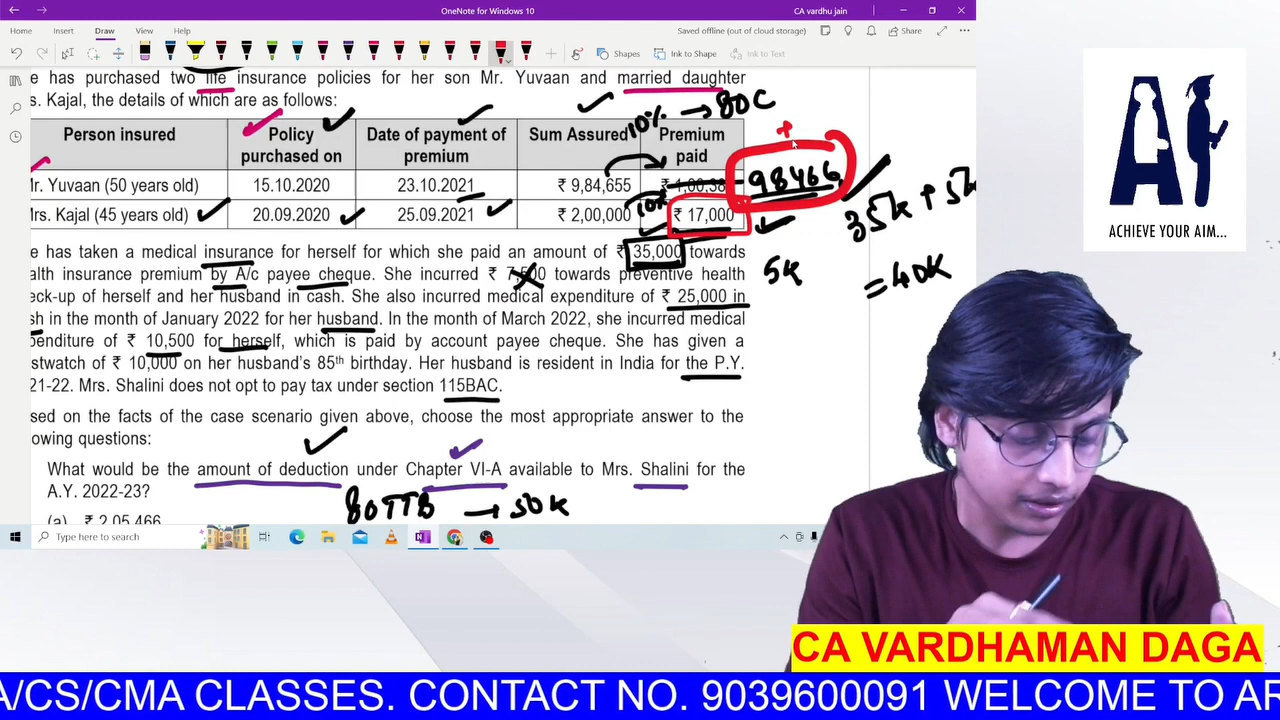 OneNote for Windows 10
CA vardhu jain
Home Insert Draw View Help
Saved offline (out of cloud storage)
Share
Shapes
Ink to Shape
Ink to Text
e has purchased two life insurance policies for her son Mr. Yuvaan and married daughter
s. Kajal, the details of which are as follows:
10% → 80C
Person insured
Policy purchased on
Date of payment of premium
Sum Assured
Premium paid
+
r. Yuvaan (50 years old) 15.10.2020 23.10.2021 ₹ 9,84,655 98466
Mrs. Kajal (45 years old) 20.09.2020 25.09.2021 ₹ 2,00,000 10% ₹ 17,000
35k + 5k
= 40k
5k
e has taken a medical insurance for herself for which she paid an amount of ₹ 35,000 towards
alth insurance premium by A/c payee cheque. She incurred ₹ towards preventive health
eck-up of herself and her husband in cash. She also incurred medical expenditure of ₹ 25,000 in
sh in the month of January 2022 for her husband. In the month of March 2022, she incurred medical
penditure of ₹ 10,500 for herself, which is paid by account payee cheque. She has given a
stwatch of ₹ 10,000 on her husband's 85th birthday. Her husband is resident in India for the P.Y.
21-22. Mrs. Shalini does not opt to pay tax under section 115BAC.
sed on the facts of the case scenario given above, choose the most appropriate answer to the
owing questions:
What would be the amount of deduction under Chapter VI-A available to Mrs. Shalini for the
A.Y. 2022-23?
80TTB → 50k
(a) ₹ 2,05,466
Type here to search
ACHIEVE YOUR AIM...
CA VARDHAMAN DAGA
A/CS/CMA CLASSES. CONTACT NO. 9039600091 WELCOME TO AR